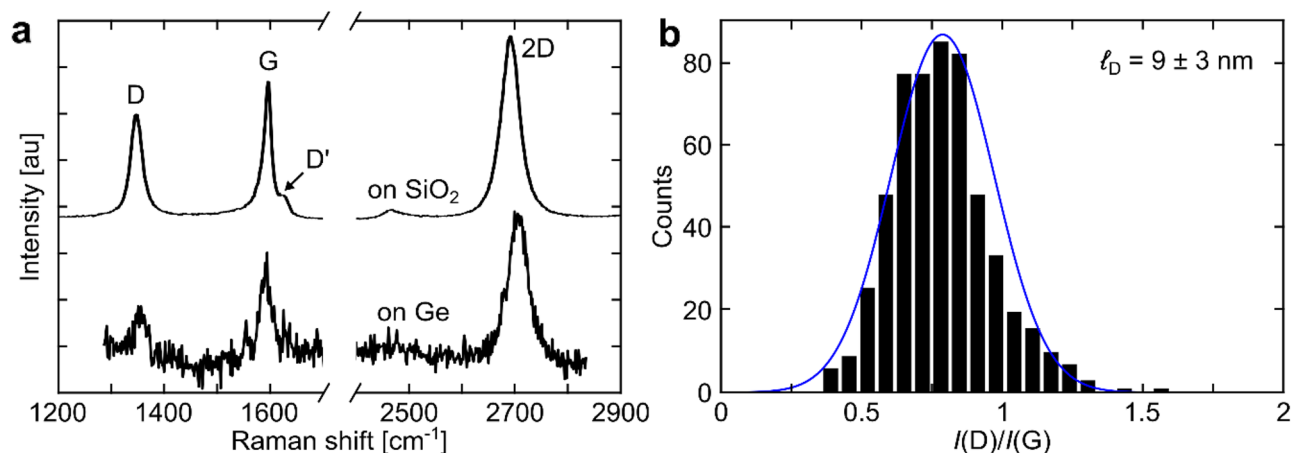 a
D
G
D'
2D
on SiO₂
on Ge
Intensity [au]
1200 1400 1600 2500 2700 2900
Raman shift [cm⁻¹]
b
ℓD = 9 ± 3 nm
Counts
80
60
40
20
0
0 0.5 1 1.5 2
I(D)/I(G)